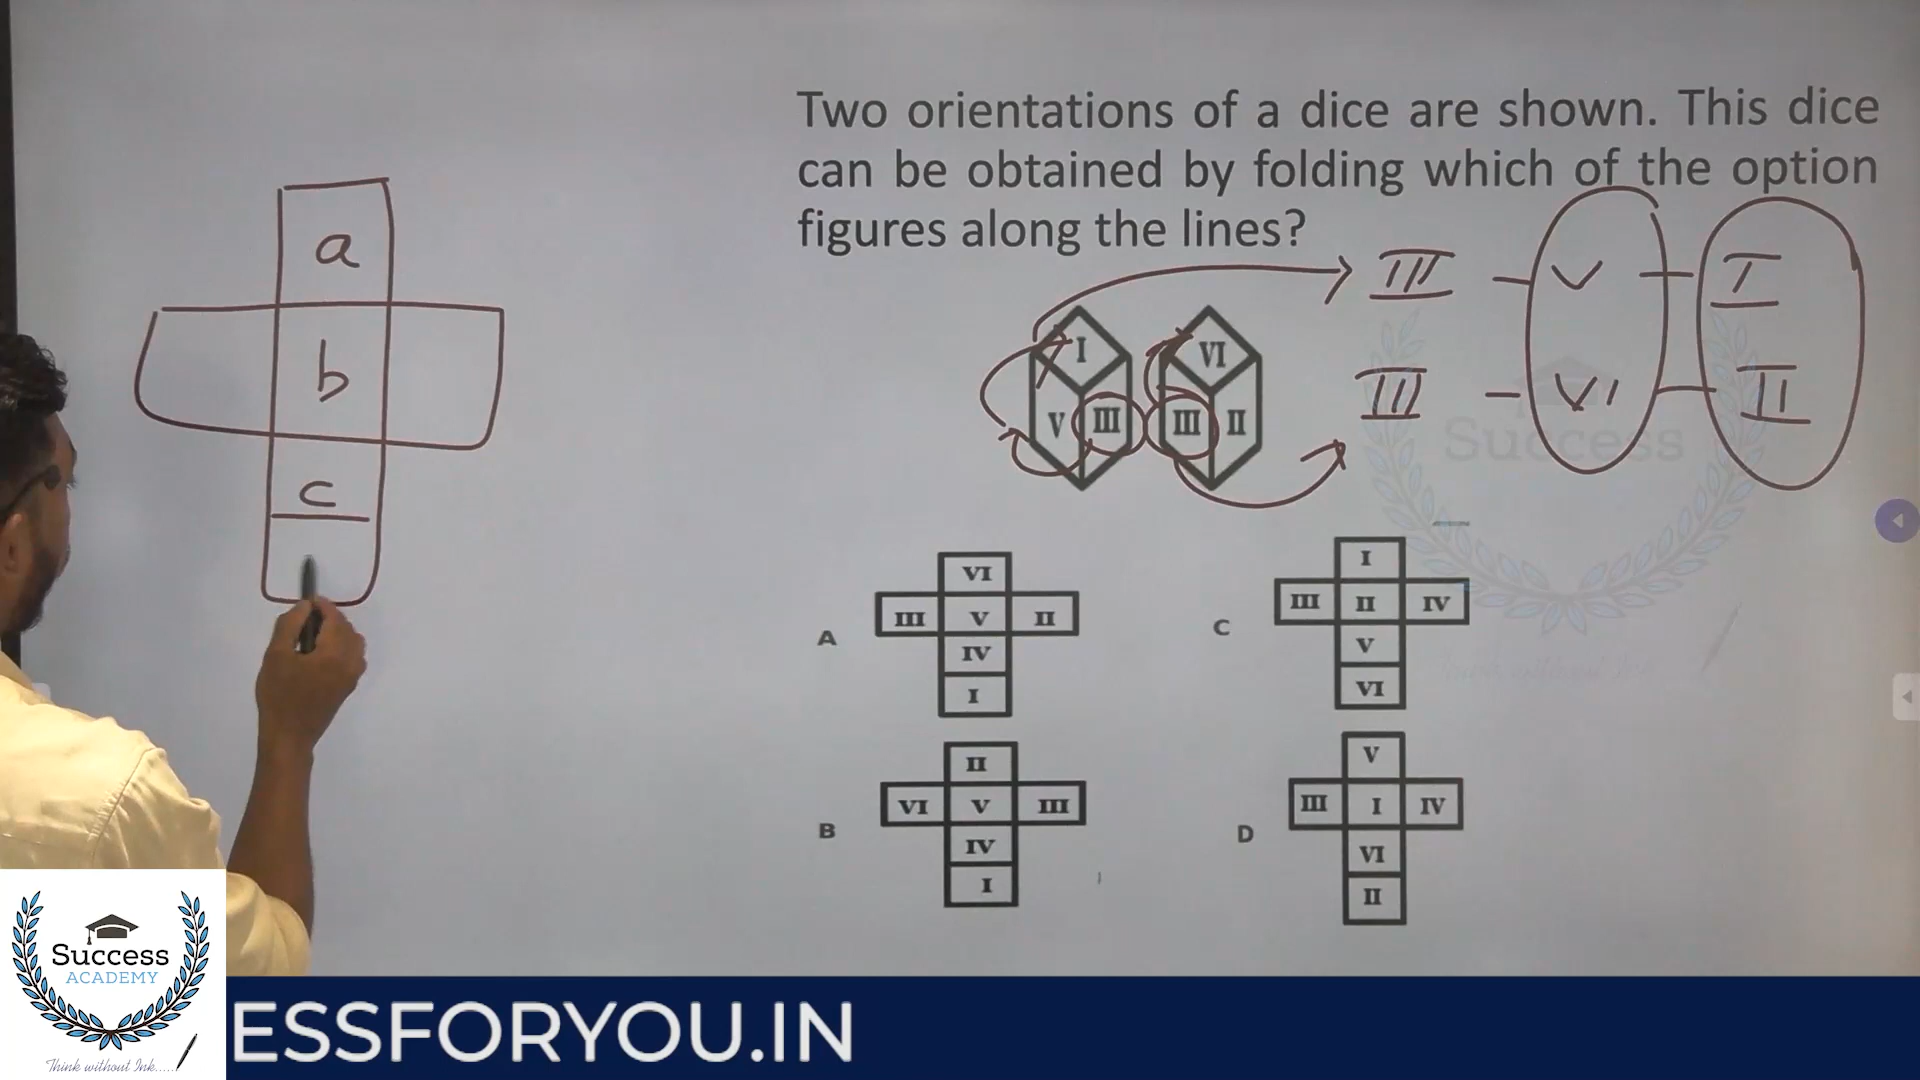 Two orientations of a dice are shown. This dice
can be obtained by folding which of the option
figures along the lines?
III - V - I
III - VI - II
a
b
c
I
V III
VI
III II
A
VI
III V II
IV
I
C
I
III II IV
V
VI
B
II
VI V III
IV
I
D
V
III I IV
VI
II
Success
Success
ACADEMY
Think without Ink.....
ESSFORYOU.IN